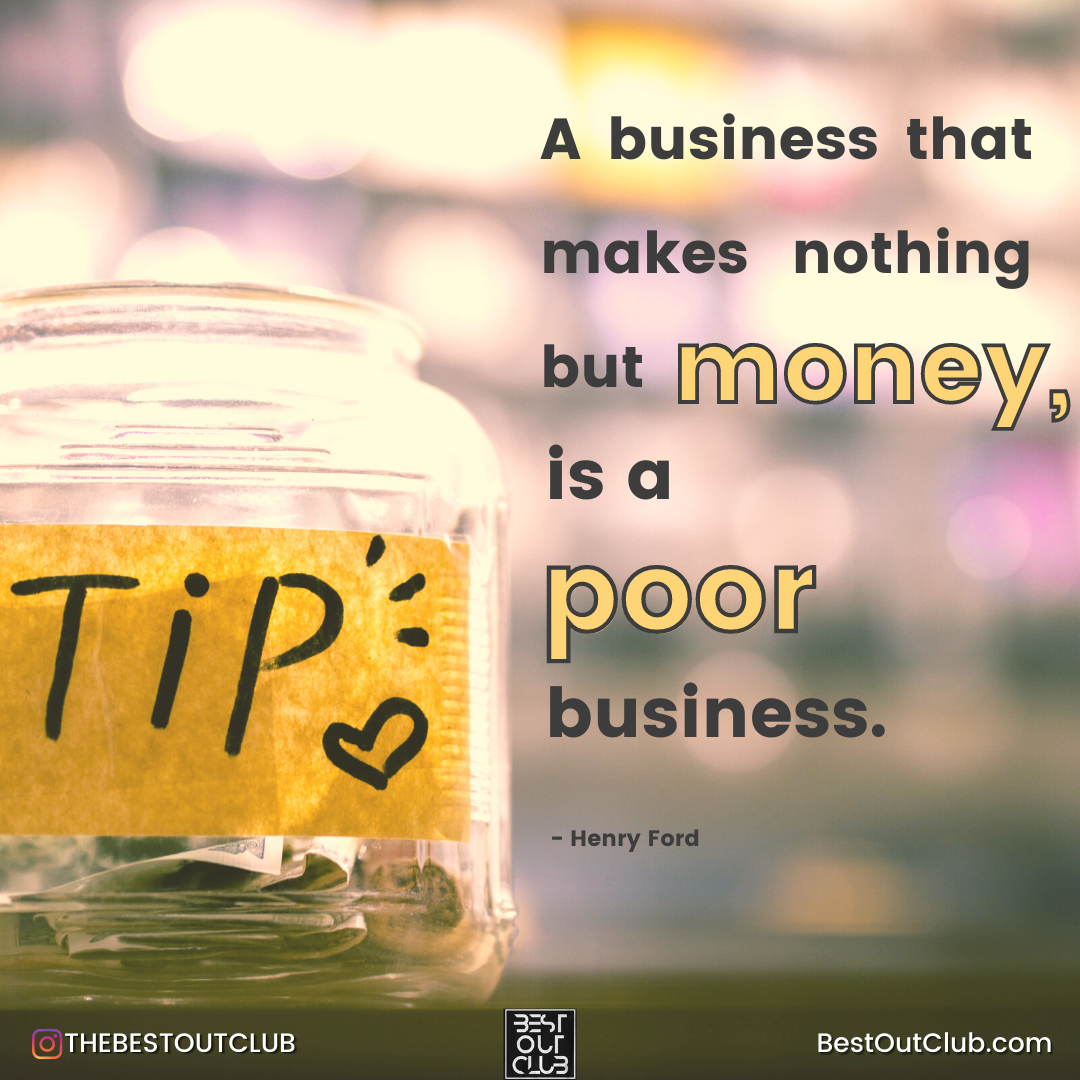 A business that
makes nothing
but money,
is a
poor
business.
- Henry Ford
TiP
THEBESTOUTCLUB
BEST
OUT
CLUB
BestOutClub.com